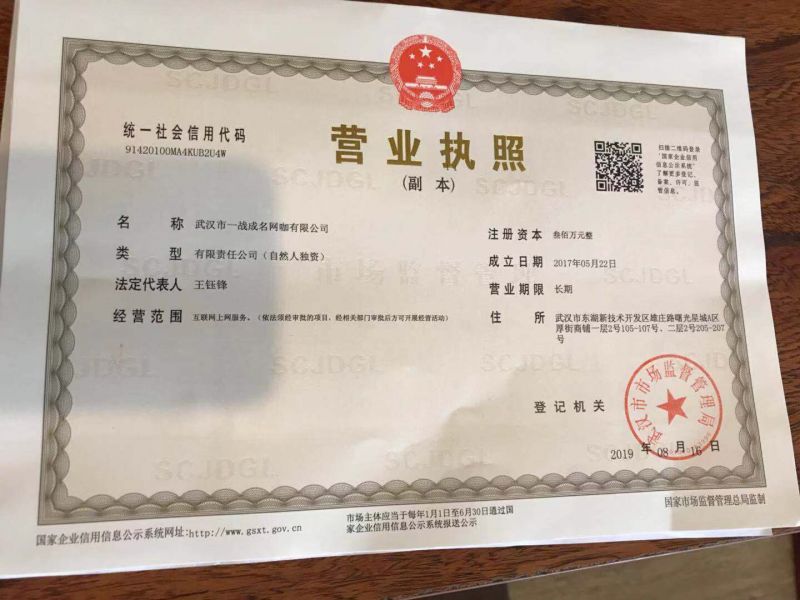 统一社会信用代码
91420100MA4KUB2U4W
营业执照
(副 本)
扫描二维码登录
"国家企业信用
信息公示系统"
了解更多登记、
备案、许可、监
管信息。
名 称 武汉市一战成名网咖有限公司
类 型 有限责任公司（自然人独资）
法定代表人 王钰锋
经营范围 互联网上网服务。（依法须经审批的项目，经相关部门审批后方可开展经营活动）
注册资本 叁佰万元整
成立日期 2017年05月22日
营业期限 长期
住 所 武汉市东湖新技术开发区雄庄路曙光星城A区
厚街商铺一层2号105-107号、二层2号205-207
号
登记机关
武汉市市场监督管理局
2019 年 08 月 16 日
国家企业信用信息公示系统网址:http://www.gsxt.gov.cn
市场主体应当于每年1月1日至6月30日通过国
家企业信用信息公示系统报送公示
国家市场监督管理总局监制
SCJDGL
SCJDGL
SCJDGL
市场监督管理
SCJDGL
SCJDGL
SCJDGL